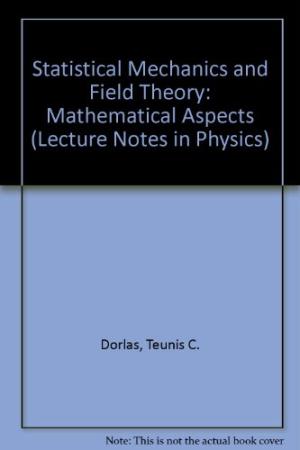 Statistical Mechanics and
Field Theory:
Mathematical Aspects
(Lecture Notes in Physics)
Dorlas, Teunis C.
Note: This is not the actual book cover